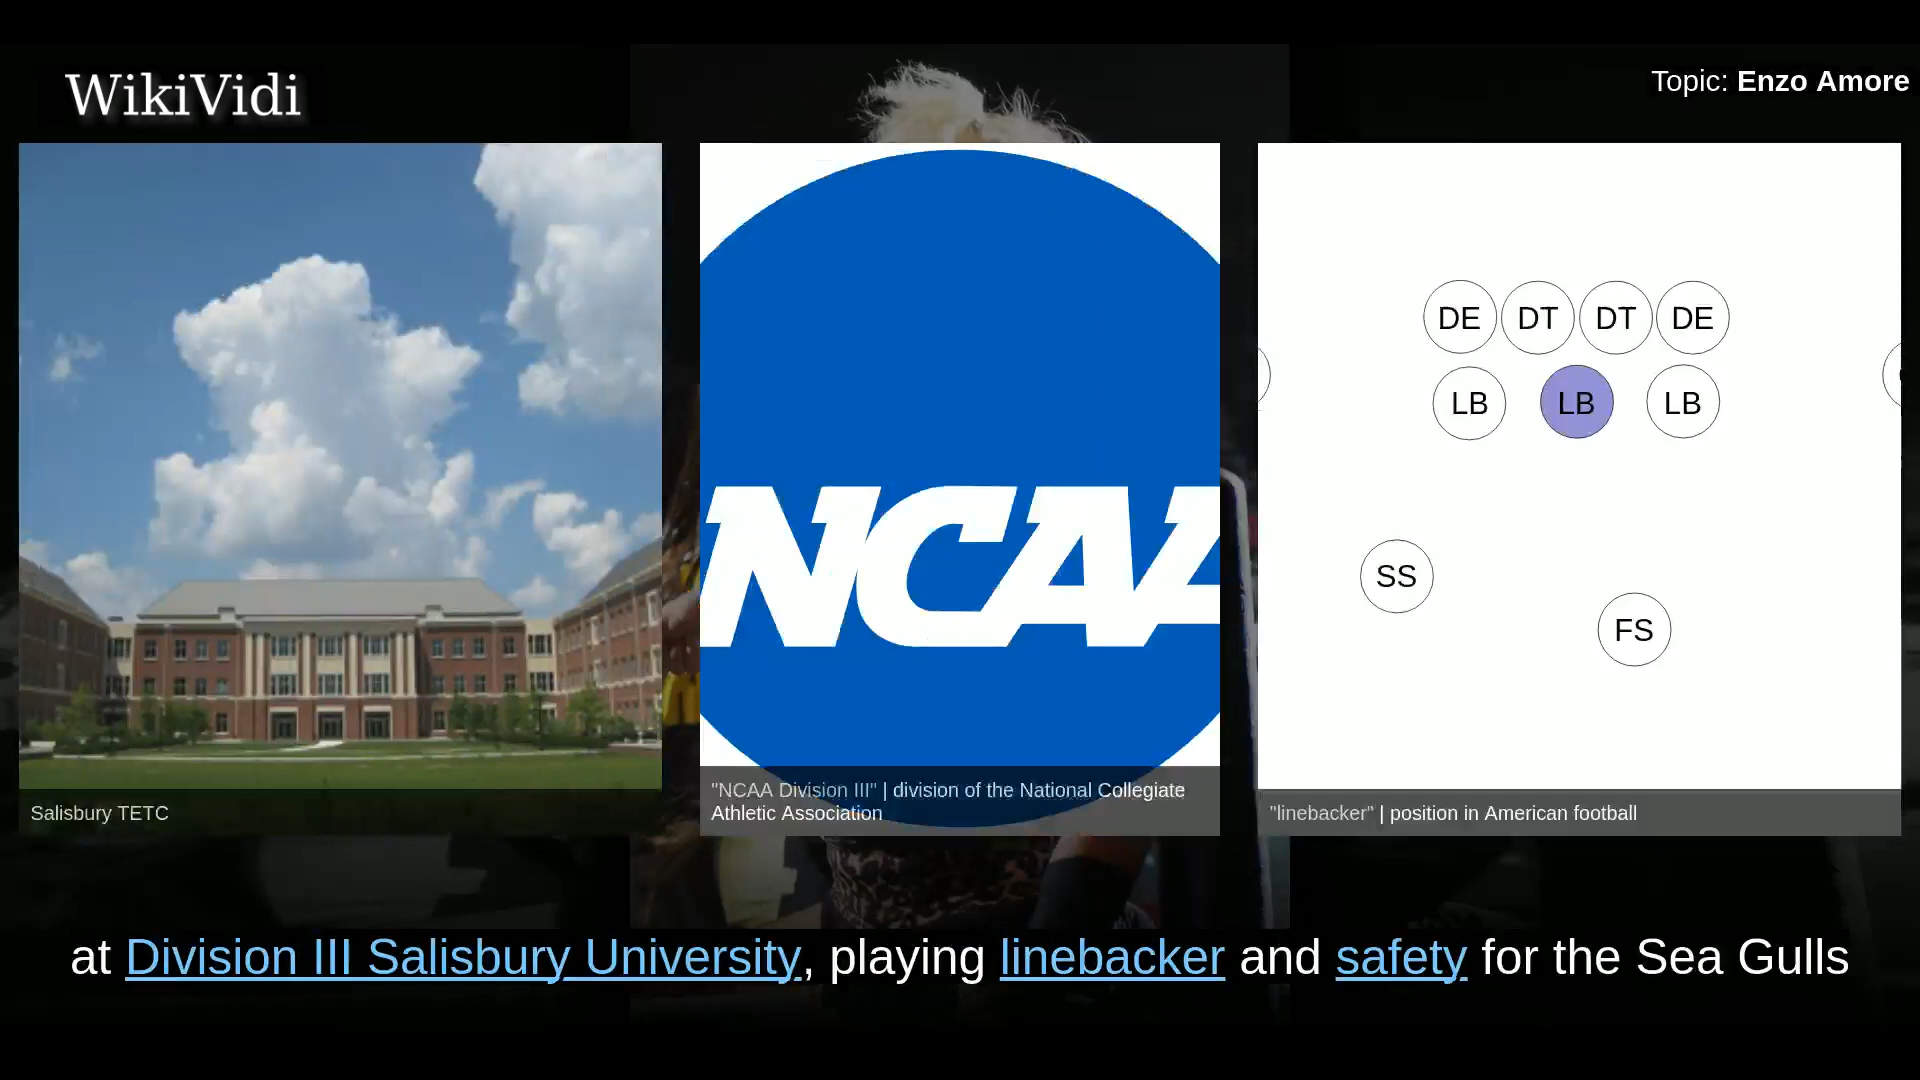 WikiVidi
Topic: Enzo Amore
NCAA
DE DT DT DE
LB LB LB
SS
FS
Salisbury TETC
"NCAA Division III" | division of the National Collegiate
Athletic Association
"linebacker" | position in American football
at Division III Salisbury University, playing linebacker and safety for the Sea Gulls